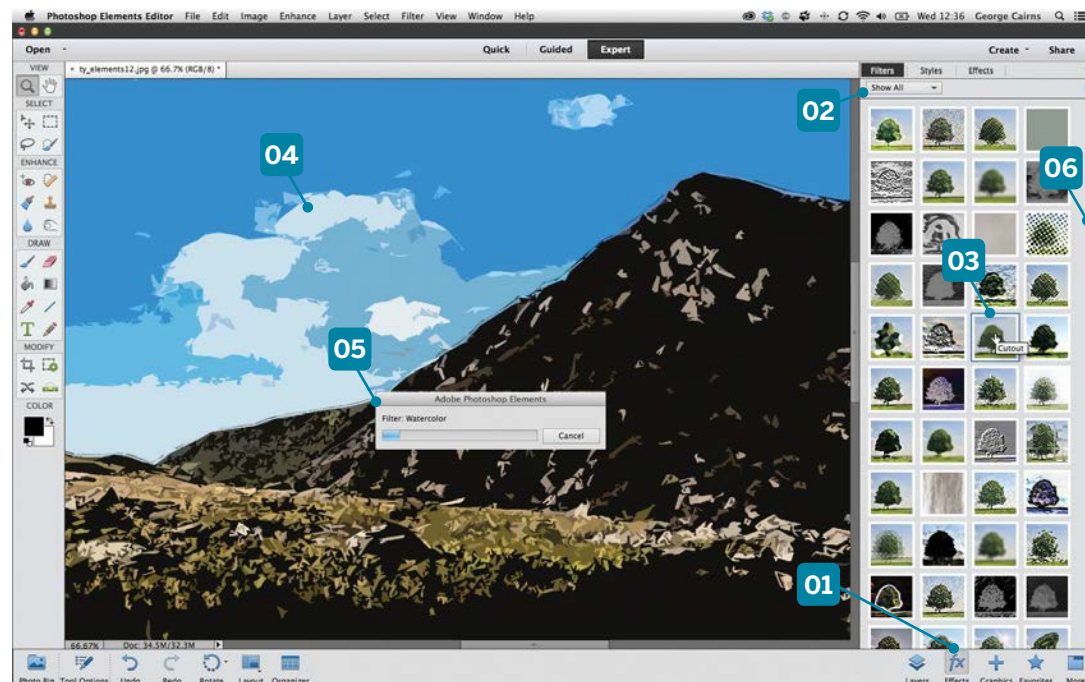 Photoshop Elements Editor File Edit Image Enhance Layer Select Filter View Window Help Wed 12:36 George Cairns
Open Quick Guided Expert Create Share
VIEW × ty_elements12.jpg @ 66.7% (RGB/8) * Filters Styles Effects
Show All
02
SELECT
04
ENHANCE
06
DRAW
03
T
MODIFY
Cutout
05
COLOR
Adobe Photoshop Elements
Filter: Watercolor
Cancel
01
66.67% Doc: 34.5M/32.3M
fx
Photo Bin Tool Options Undo Redo Rotate Layout Organizer Layers Effects Graphics Favorites More